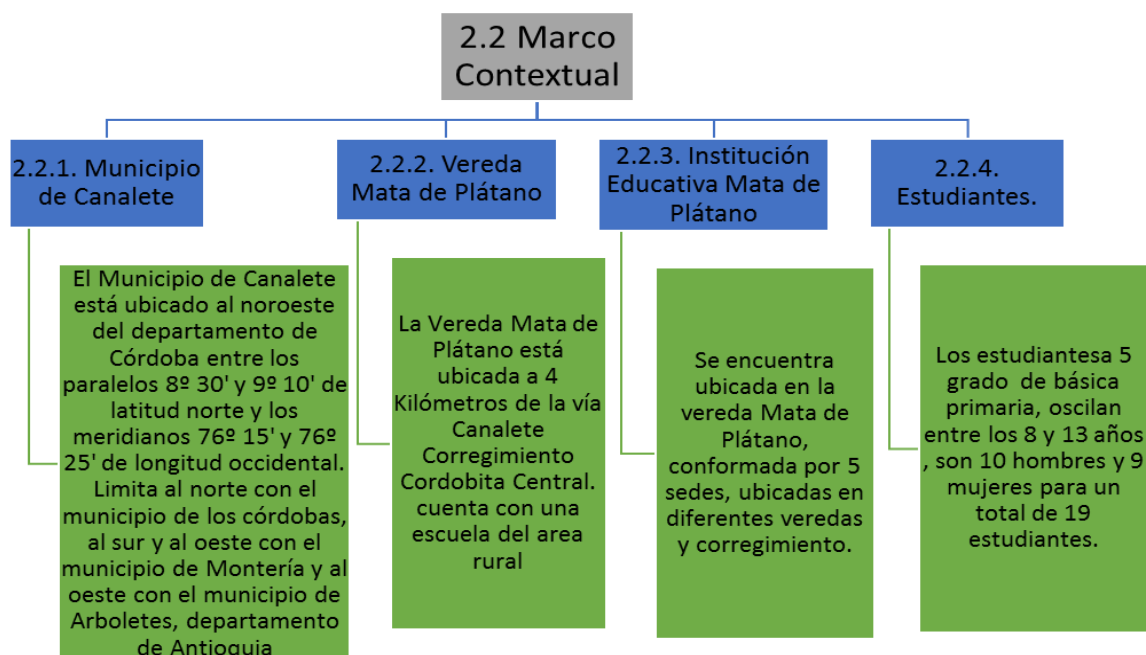 2.2 Marco
Contextual
2.2.1. Municipio
de Canalete
El Municipio de Canalete
está ubicado al noroeste
del departamento de
Córdoba entre los
paralelos 8º 30' y 9º 10' de
latitud norte y los
meridianos 76º 15' y 76º
25' de longitud occidental.
Limita al norte con el
municipio de los córdobas,
al sur y al oeste con el
municipio de Montería y al
oeste con el municipio de
Arboletes, departamento
de Antioquia
2.2.2. Vereda
Mata de Plátano
La Vereda Mata de
Plátano está
ubicada a 4
Kilómetros de la vía
Canalete
Corregimiento
Cordobita Central.
cuenta con una
escuela del area
rural
2.2.3. Institución
Educativa Mata de
Plátano
Se encuentra
ubicada en la
vereda Mata de
Plátano,
conformada por 5
sedes, ubicadas en
diferentes veredas
y corregimiento.
2.2.4.
Estudiantes.
Los estudiantesa 5
grado de básica
primaria, oscilan
entre los 8 y 13 años
, son 10 hombres y 9
mujeres para un
total de 19
estudiantes.